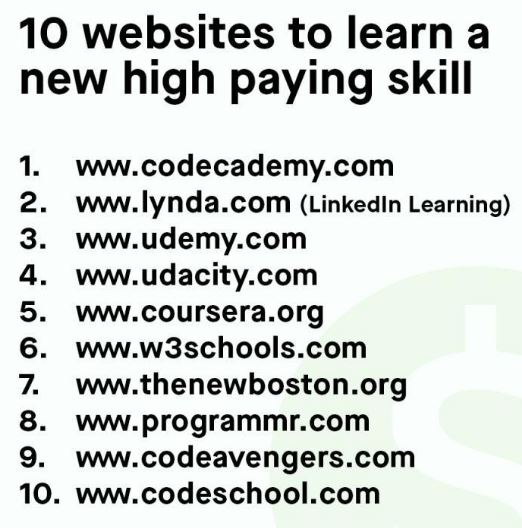 10 websites to learn a
new high paying skill
1. www.codecademy.com
2. www.lynda.com (LinkedIn Learning)
3. www.udemy.com
4. www.udacity.com
5. www.coursera.org
6. www.w3schools.com
7. www.thenewboston.org
8. www.programmr.com
9. www.codeavengers.com
10. www.codeschool.com